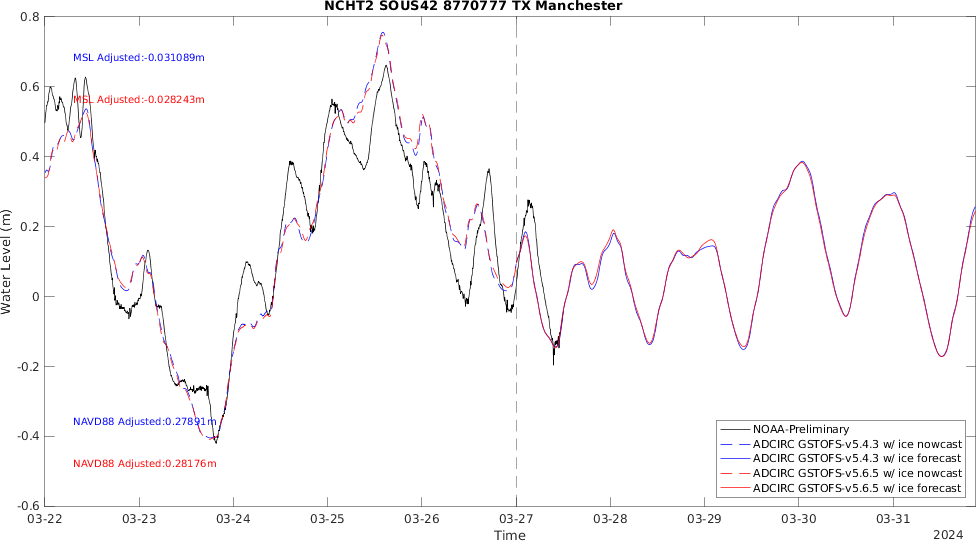 NCHT2 SOUS42 8770777 TX Manchester
0.8
MSL Adjusted:-0.031089m
0.6
MSL Adjusted:-0.028243m
0.4
0.2
Water Level (m)
0
-0.2
NAVD88 Adjusted:0.27891m
-0.4
NAVD88 Adjusted:0.28176m
-0.6
NOAA-Preliminary
ADCIRC GSTOFS-v5.4.3 w/ ice nowcast
ADCIRC GSTOFS-v5.4.3 w/ ice forecast
ADCIRC GSTOFS-v5.6.5 w/ ice nowcast
ADCIRC GSTOFS-v5.6.5 w/ ice forecast
03-22 03-23 03-24 03-25 03-26 03-27 03-28 03-29 03-30 03-31
Time
2024